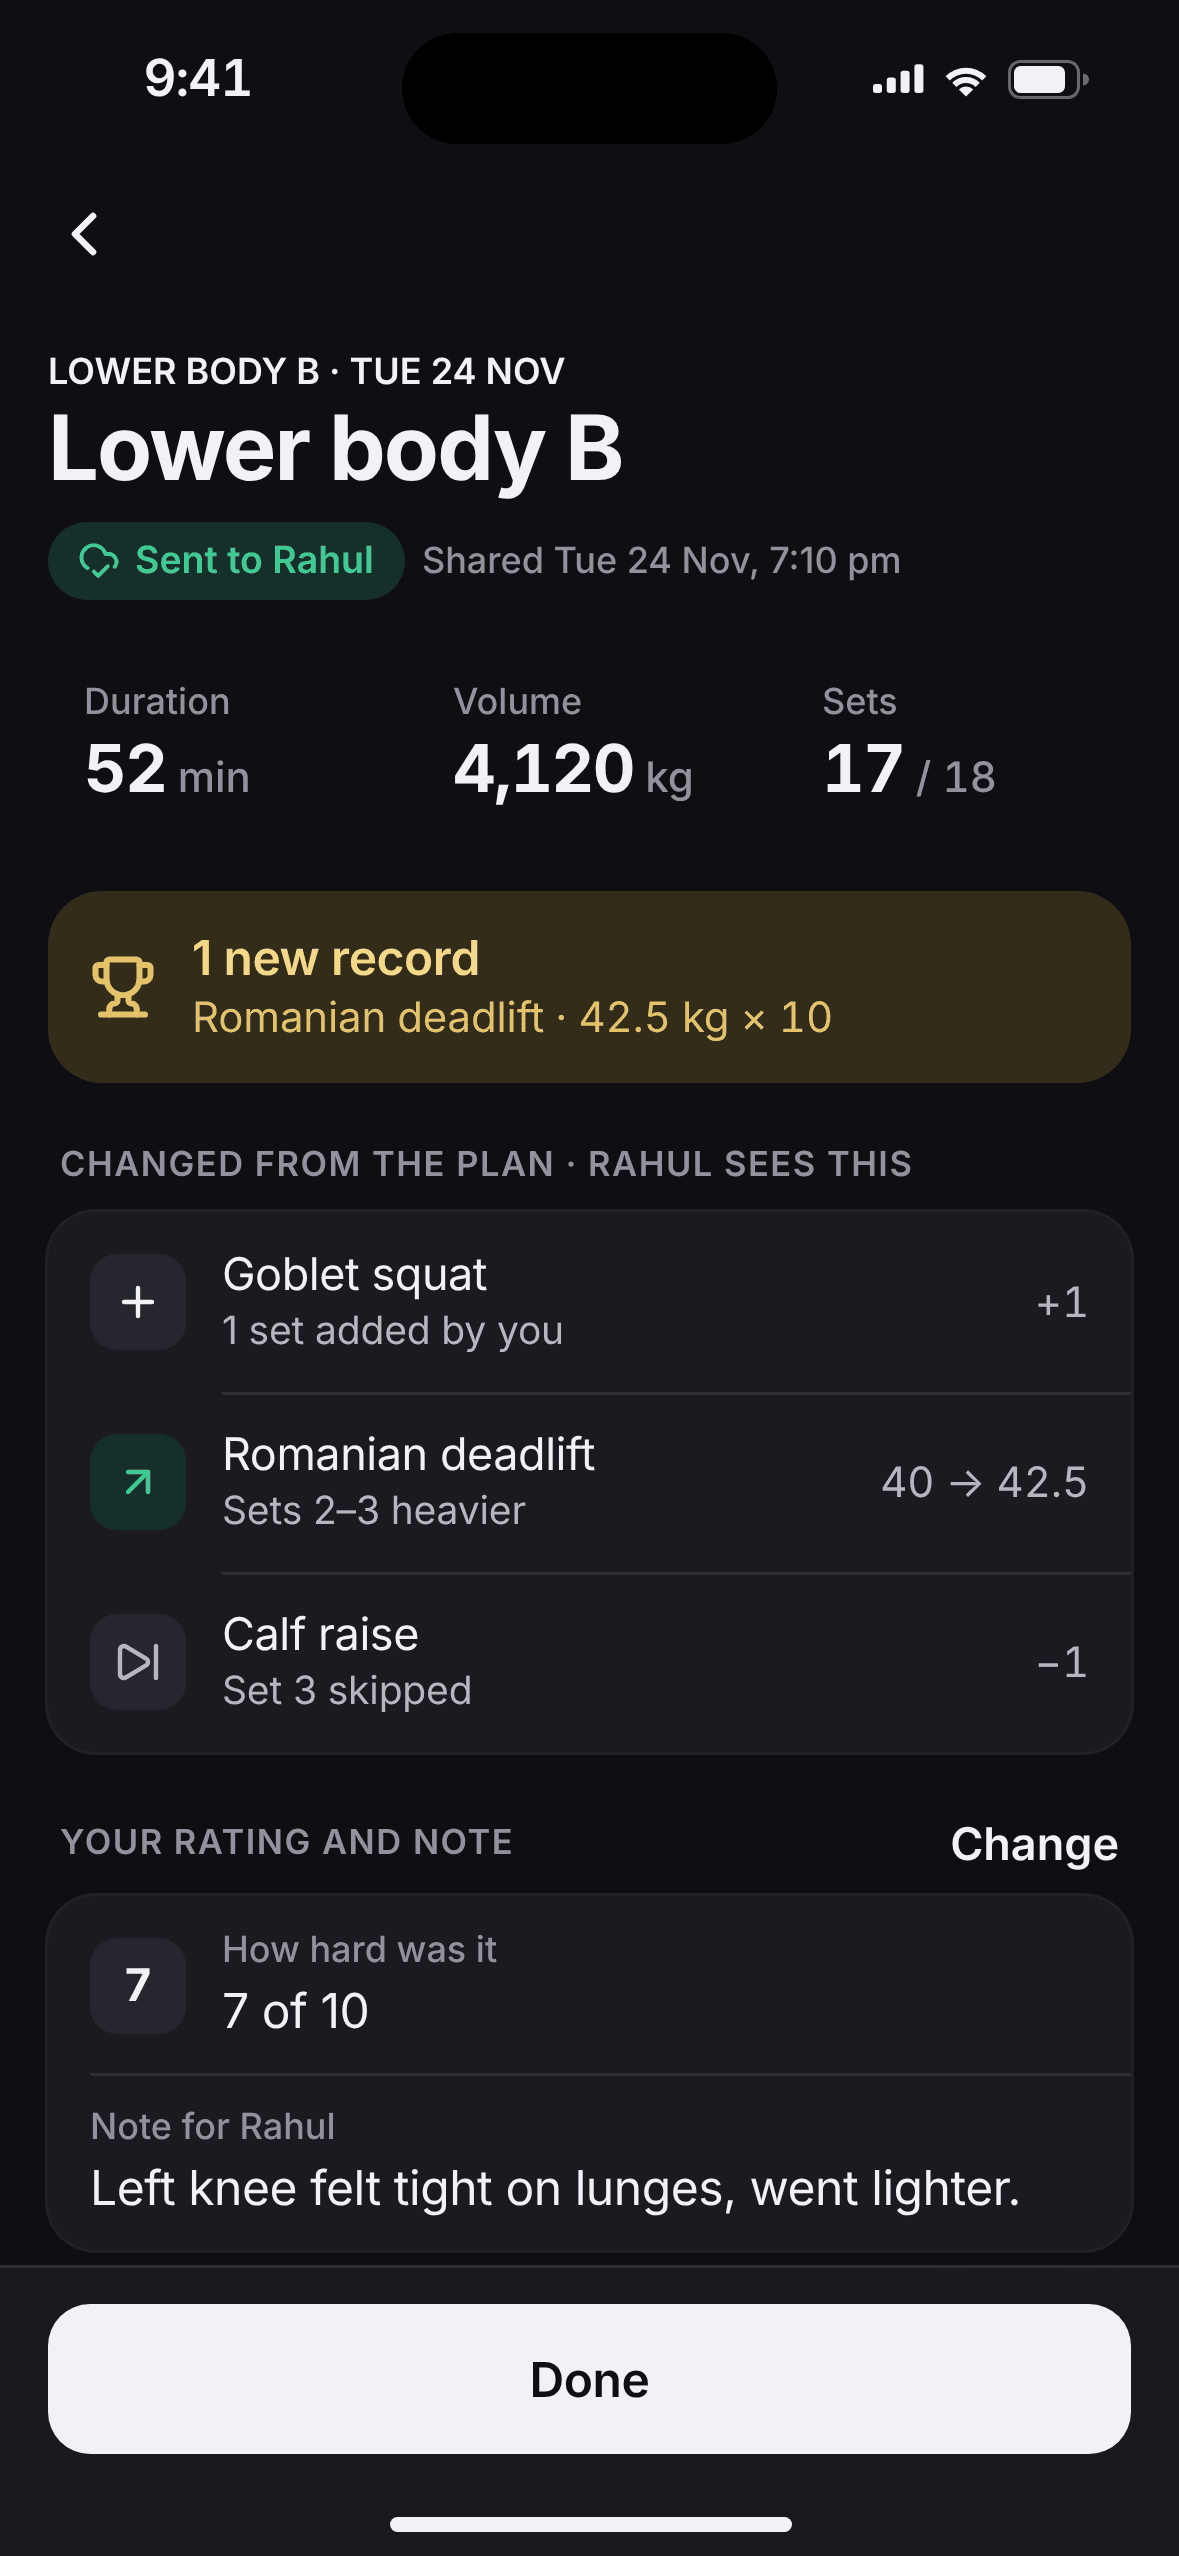 9:41
LOWER BODY B · TUE 24 NOV
Lower body B
Sent to Rahul
Shared Tue 24 Nov, 7:10 pm
Duration
Volume
Sets
52 min
4,120 kg
17 / 18
1 new record
Romanian deadlift · 42.5 kg × 10
CHANGED FROM THE PLAN · RAHUL SEES THIS
Goblet squat
1 set added by you
+1
Romanian deadlift
Sets 2–3 heavier
40 → 42.5
Calf raise
Set 3 skipped
−1
YOUR RATING AND NOTE
Change
7
How hard was it
7 of 10
Note for Rahul
Left knee felt tight on lunges, went lighter.
Done